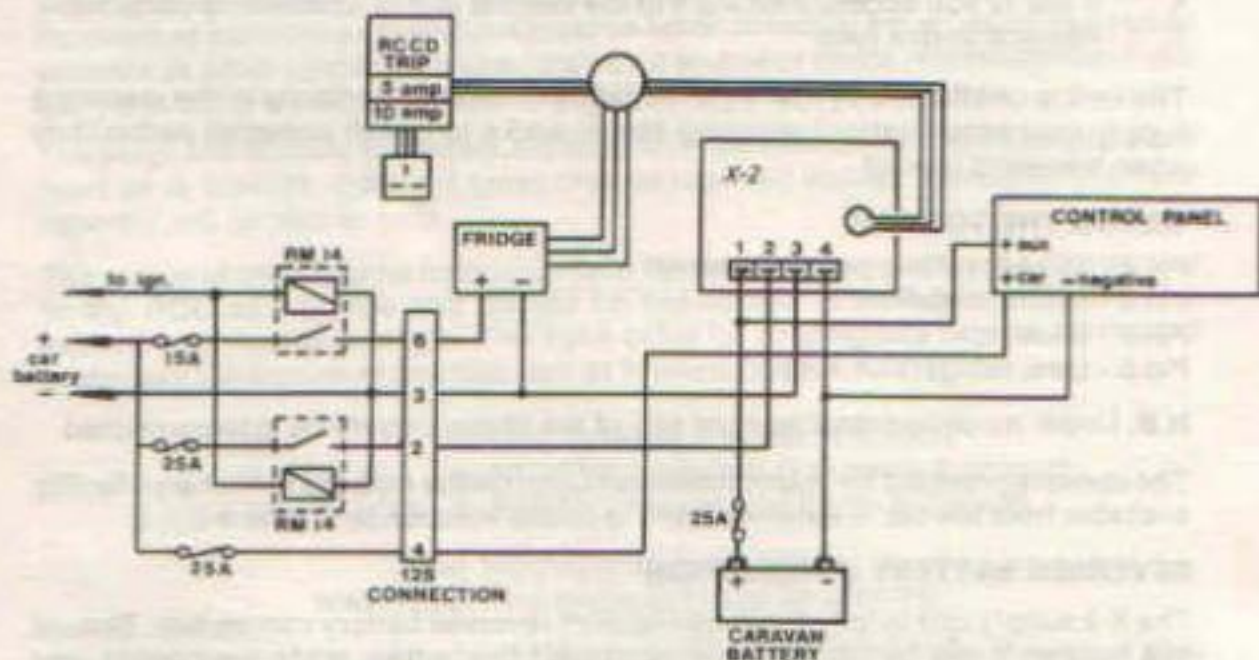 RCCD
TRIP
5 amp
10 amp
X-2
CONTROL PANEL
+ aux
+ car
- negative
FRIDGE
+ -
1 2 3 4
RM 14
to ign.
+
car
battery
-
15A
6
3
2
25A
RM 14
25A
4
12S
CONNECTION
25A
+ -
CARAVAN
BATTERY